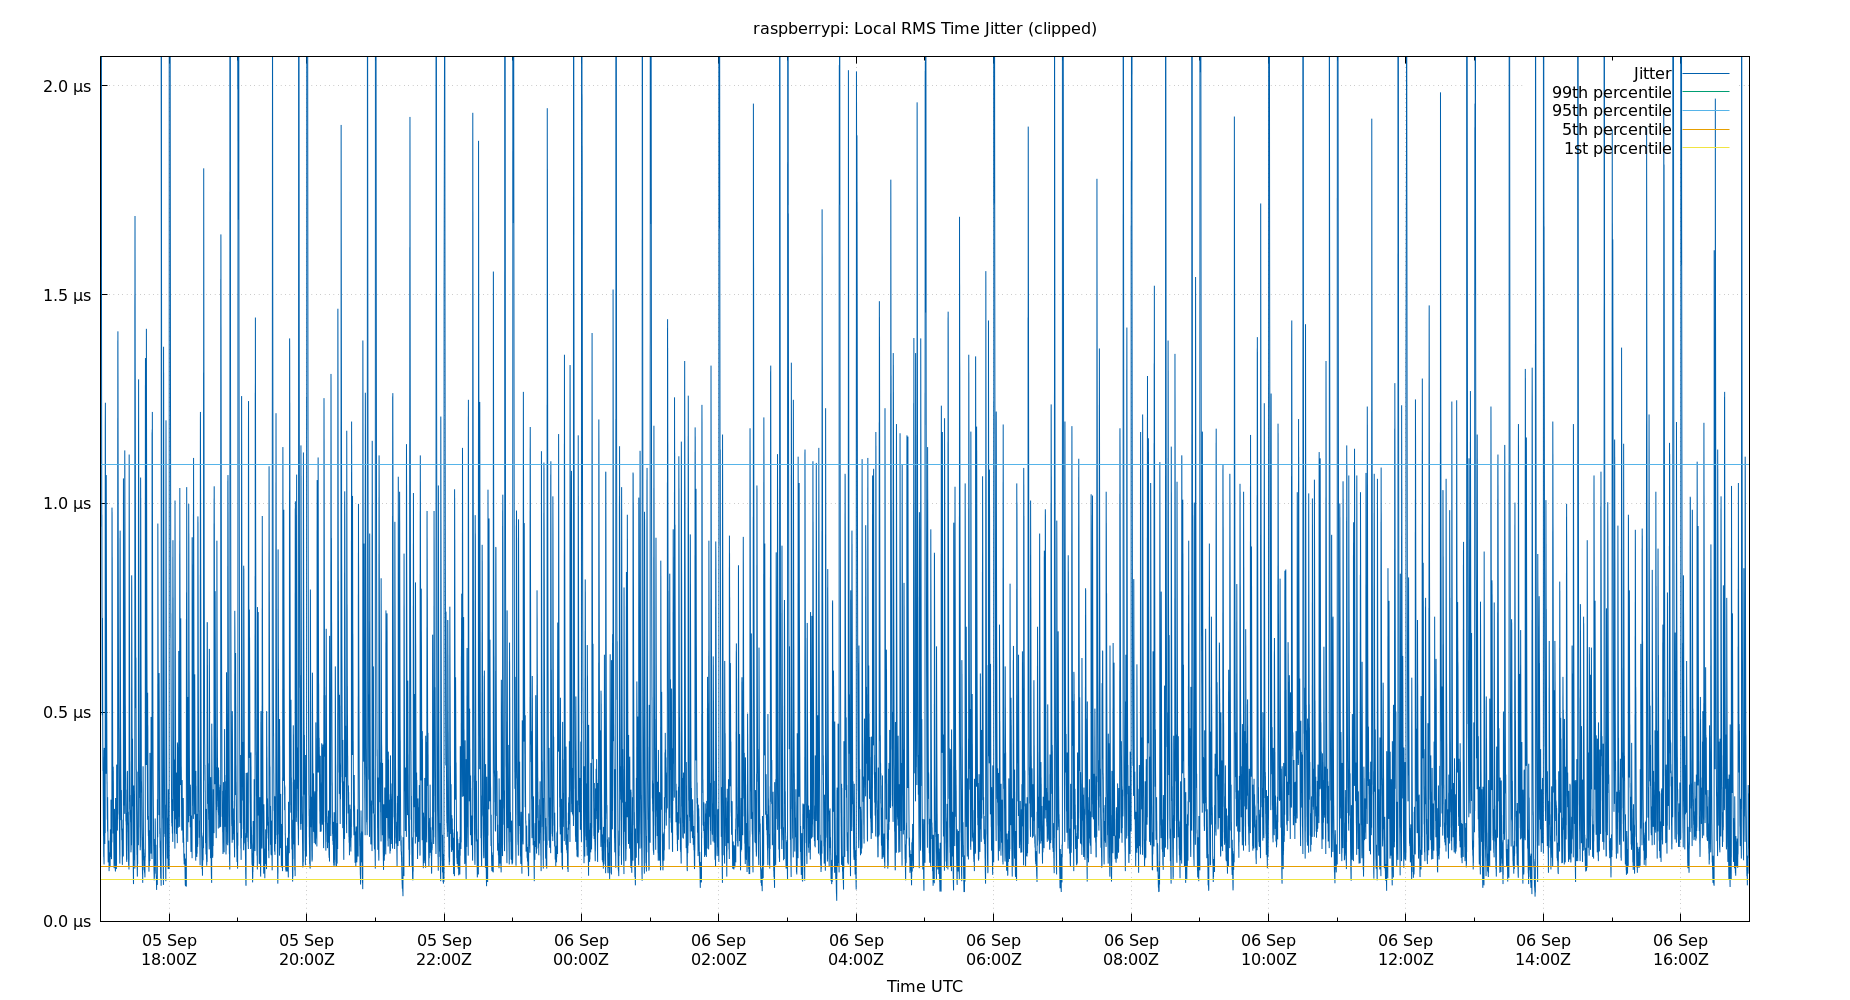 raspberrypi: Local RMS Time Jitter (clipped)
2.0 µs
1.5 µs
1.0 µs
0.5 µs
0.0 µs
Jitter
99th percentile
95th percentile
5th percentile
1st percentile
05 Sep 05 Sep 05 Sep 06 Sep 06 Sep 06 Sep 06 Sep 06 Sep 06 Sep 06 Sep 06 Sep 06 Sep
18:00Z 20:00Z 22:00Z 00:00Z 02:00Z 04:00Z 06:00Z 08:00Z 10:00Z 12:00Z 14:00Z 16:00Z
Time UTC